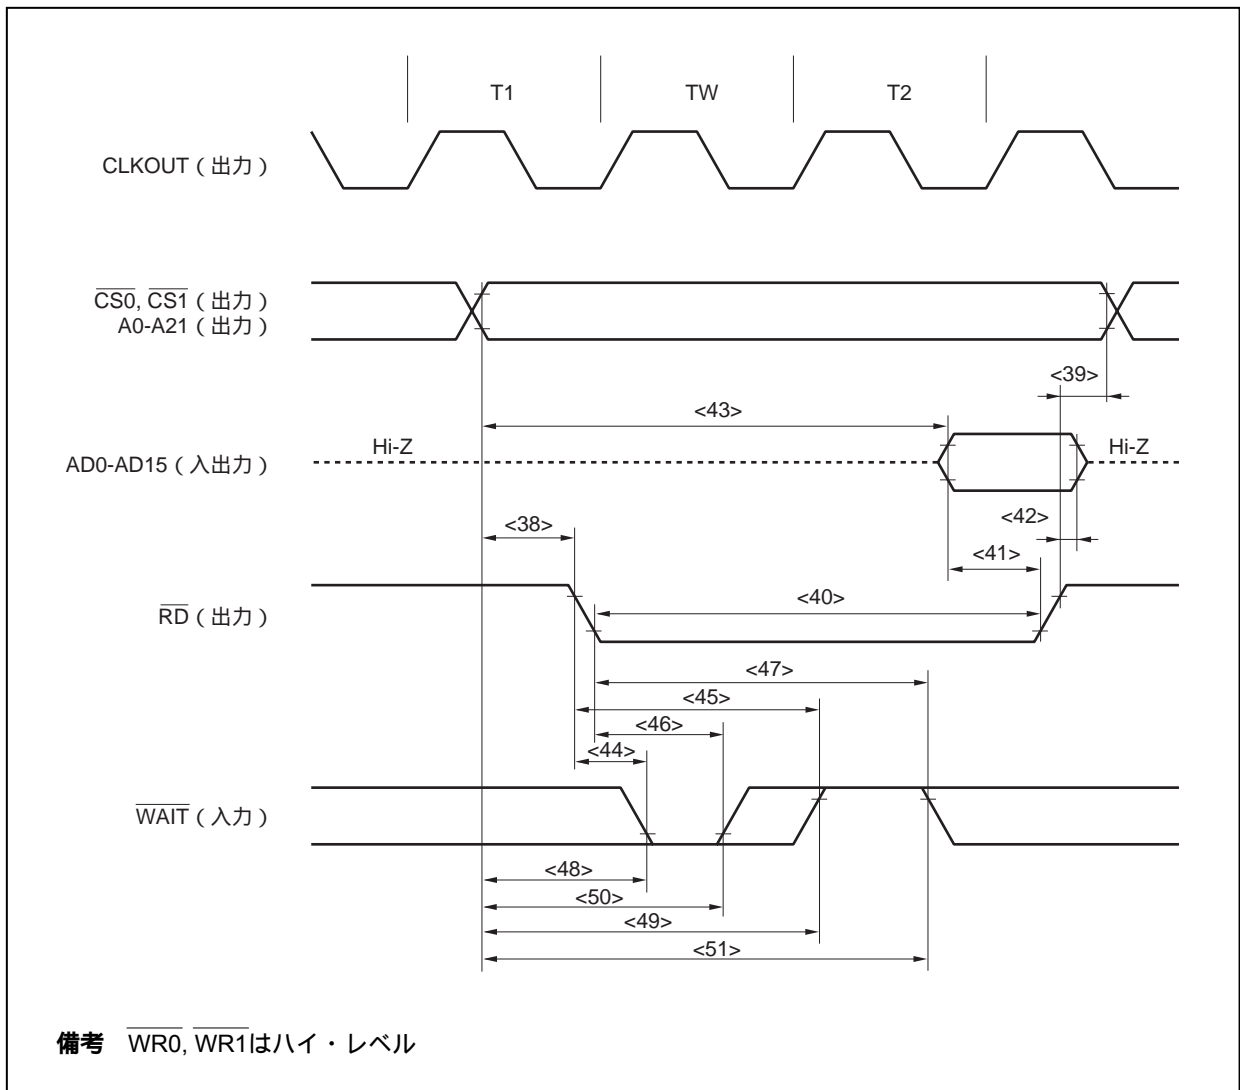 T1 TW T2
CLKOUT（出力）
CS0, CS1（出力）
A0-A21（出力）
<39>
<43>
Hi-Z Hi-Z
AD0-AD15（入出力）
<38>
<42>
<41>
<40>
RD（出力）
<47>
<45>
<46>
<44>
WAIT（入力）
<48>
<50>
<49>
<51>
備考 WR0, WR1はハイ・レベル